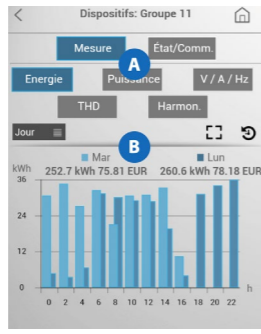 Dispositifs: Groupe 11
Mesure État/Comm.
A
Energie Puissance V / A / Hz
THD Harmon.
Jour
B
Mar Lun
kWh 252.7 kWh 75.81 EUR 260.6 kWh 78.18 EUR
36
24
12
0
0 2 4 6 8 10 12 14 16 18 20 22 h